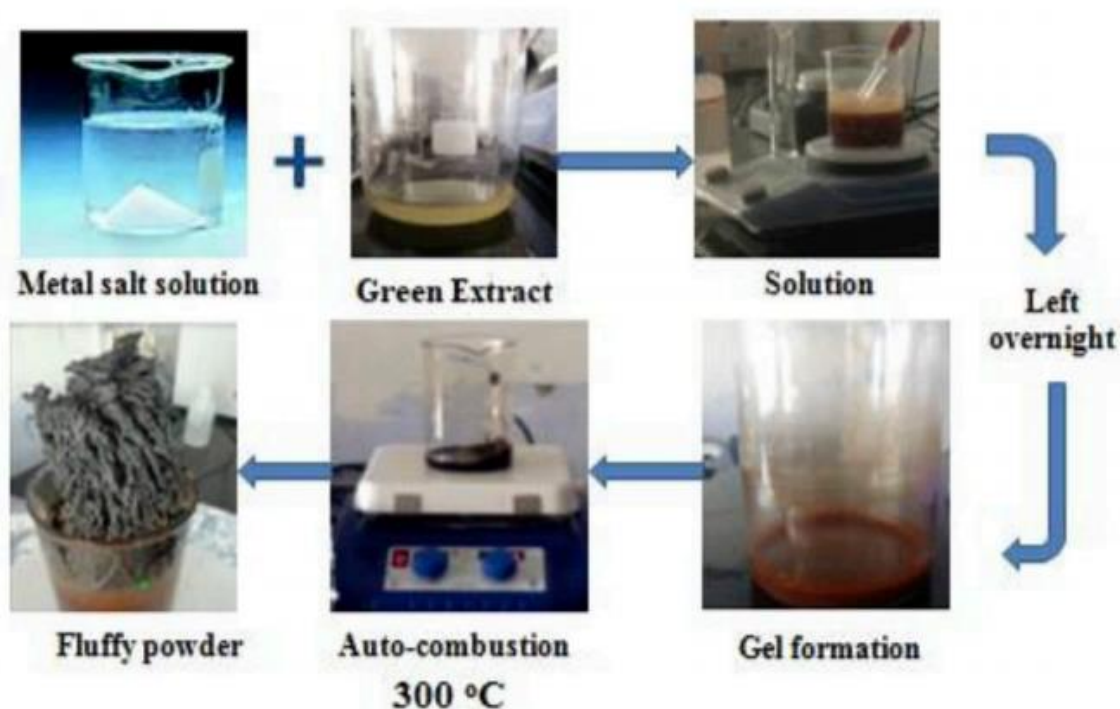 Metal salt solution
+
Green Extract
Solution
Left
overnight
Gel formation
Auto-combustion
300 °C
Fluffy powder